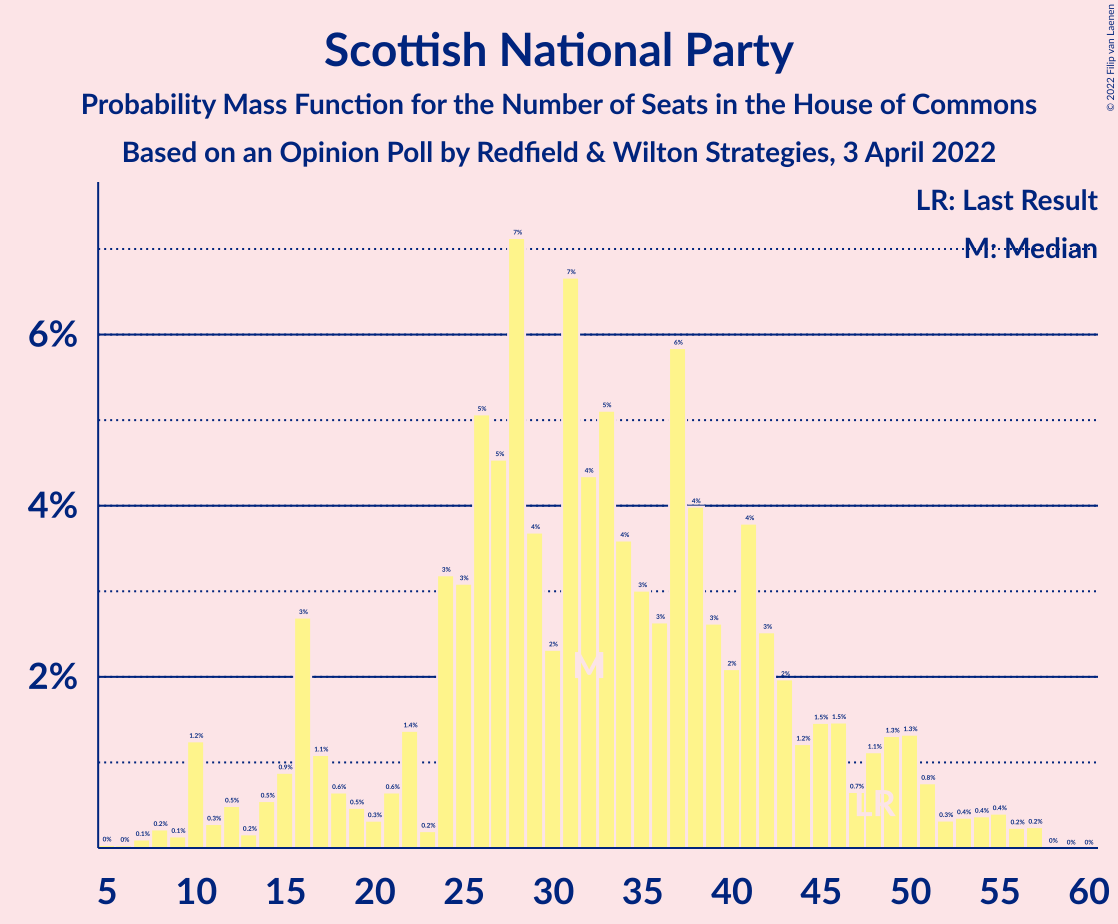 Scottish National Party
Probability Mass Function for the Number of Seats in the House of Commons
Based on an Opinion Poll by Redfield & Wilton Strategies, 3 April 2022
© 2022 Filip van Laenen
LR: Last Result
M: Median
6%
4%
2%
0% 0% 0.1% 0.2% 0.1% 1.2% 0.3% 0.5% 0.2% 0.5% 0.9% 3% 1.1% 0.6% 0.5% 0.3% 0.6% 1.4% 0.2% 3% 3% 5% 5% 7% 4% 2% 7% 4% 5% 4% 3% 3% 6% 4% 3% 2% 4% 3% 2% 1.2% 1.5% 1.5% 0.7% 1.1% 1.3% 1.3% 0.8% 0.3% 0.4% 0.4% 0.4% 0.2% 0.2% 0% 0% 0%
M
LR
5 10 15 20 25 30 35 40 45 50 55 60